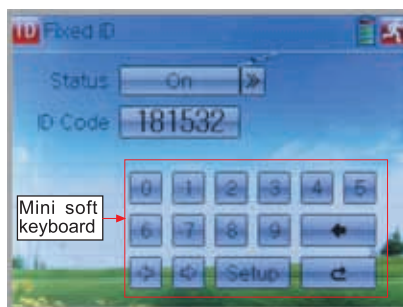 ID Fixed ID
Status On
ID Code 181532
0 1 2 3 4 5
Mini soft
keyboard
6 7 8 9
Setup